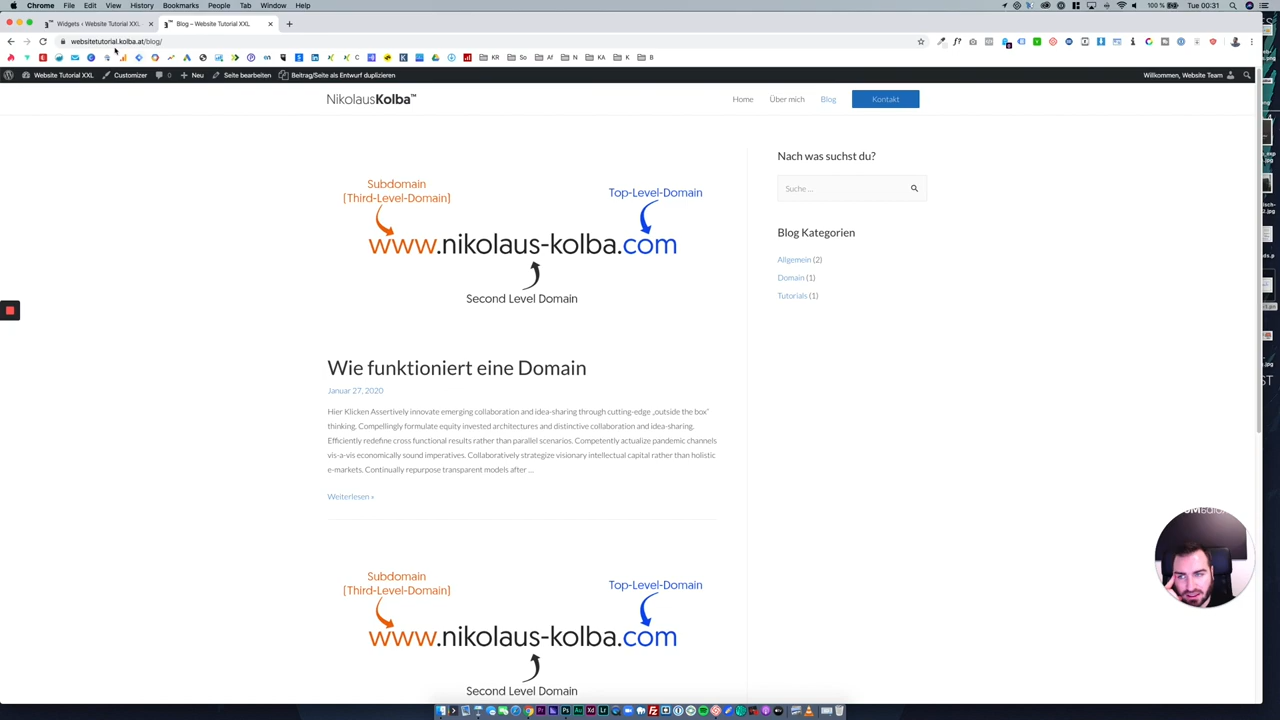 Chrome File Edit View History Bookmarks People Tab Window Help 100 % Tue 00:31
Widgets ‹ Website Tutorial XXL
Blog – Website Tutorial XXL
websitetutorial.kolba.at/blog/
KR So Af N KA K B
Website Tutorial XXL Customizer 0 Neu Seite bearbeiten Beitrag/Seite als Entwurf duplizieren Willkommen, Website Team
NikolausKolba™ Home Über mich Blog Kontakt
Subdomain
(Third-Level-Domain)
Top-Level-Domain
www.nikolaus-kolba.com
Second Level Domain
Wie funktioniert eine Domain
Januar 27, 2020
Hier Klicken Assertively innovate emerging collaboration and idea-sharing through cutting-edge „outside the box"
thinking. Compellingly formulate equity invested architectures and distinctive collaboration and idea-sharing.
Efficiently redefine cross functional results rather than parallel scenarios. Competently actualize pandemic channels
vis-a-vis economically sound imperatives. Collaboratively strategize visionary intellectual capital rather than holistic
e-markets. Continually repurpose transparent models after ...
Weiterlesen »
Subdomain
(Third-Level-Domain)
Top-Level-Domain
www.nikolaus-kolba.com
Second Level Domain
Nach was suchst du?
Suche ...
Blog Kategorien
Allgemein (2)
Domain (1)
Tutorials (1)